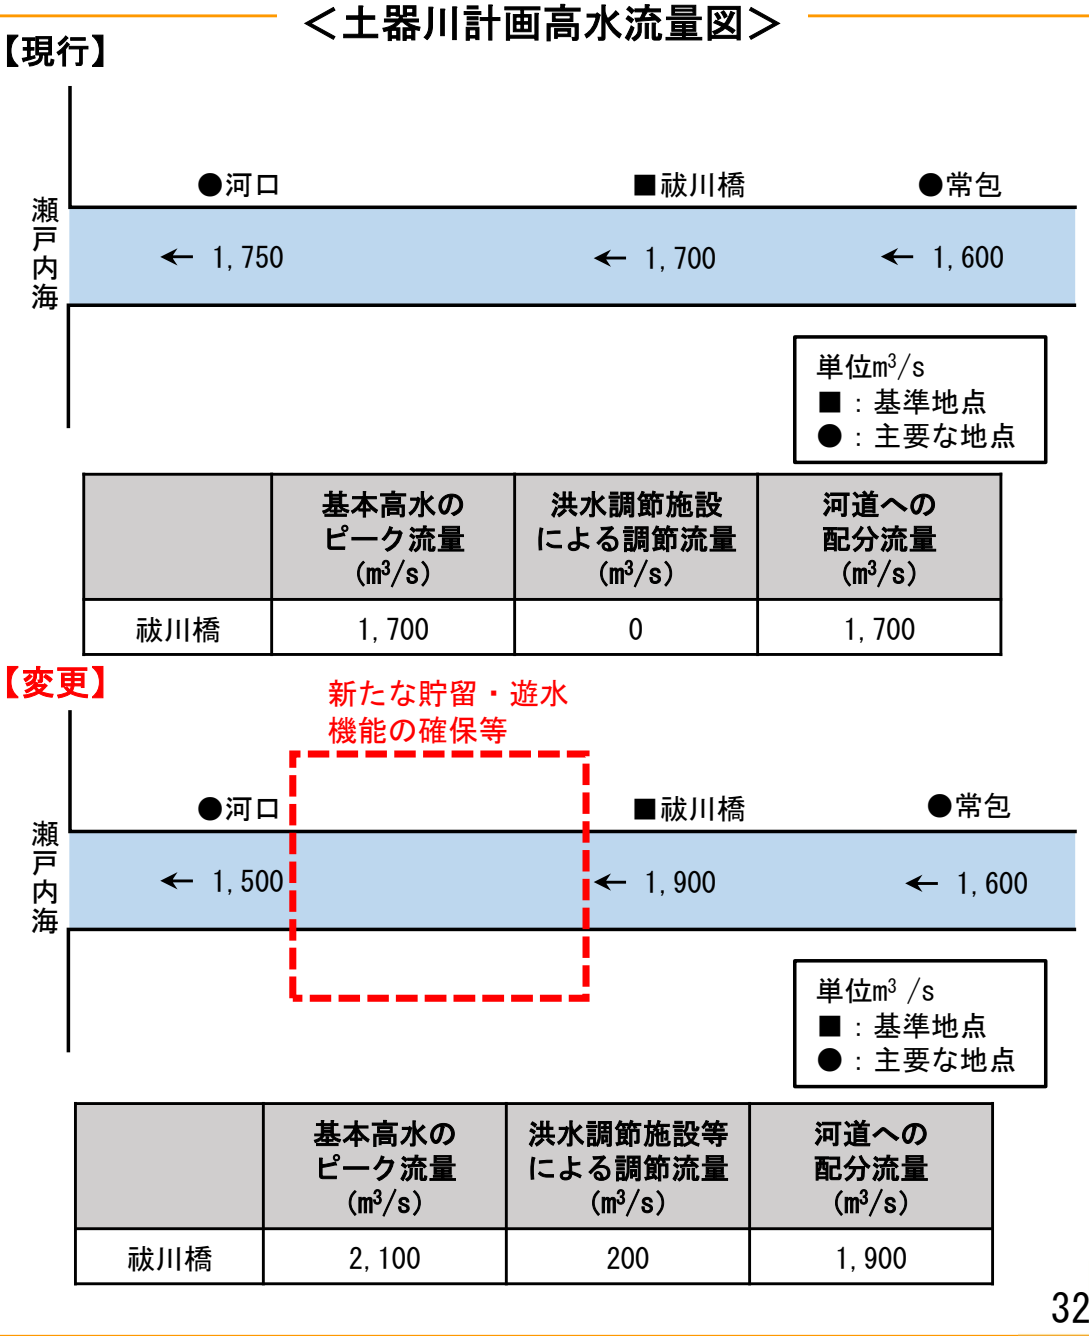 ＜土器川計画高水流量図＞
【現行】
●河口
■祓川橋
●常包
瀬戸内海
← 1,750
← 1,700
← 1,600
単位m³/s
■：基準地点
●：主要な地点
基本高水の
ピーク流量
(m³/s)
洪水調節施設
による調節流量
(m³/s)
河道への
配分流量
(m³/s)
祓川橋
1,700
0
1,700
【変更】
新たな貯留・遊水
機能の確保等
●河口
■祓川橋
●常包
瀬戸内海
← 1,500
← 1,900
← 1,600
単位m³ /s
■：基準地点
●：主要な地点
基本高水の
ピーク流量
(m³/s)
洪水調節施設等
による調節流量
(m³/s)
河道への
配分流量
(m³/s)
祓川橋
2,100
200
1,900
32